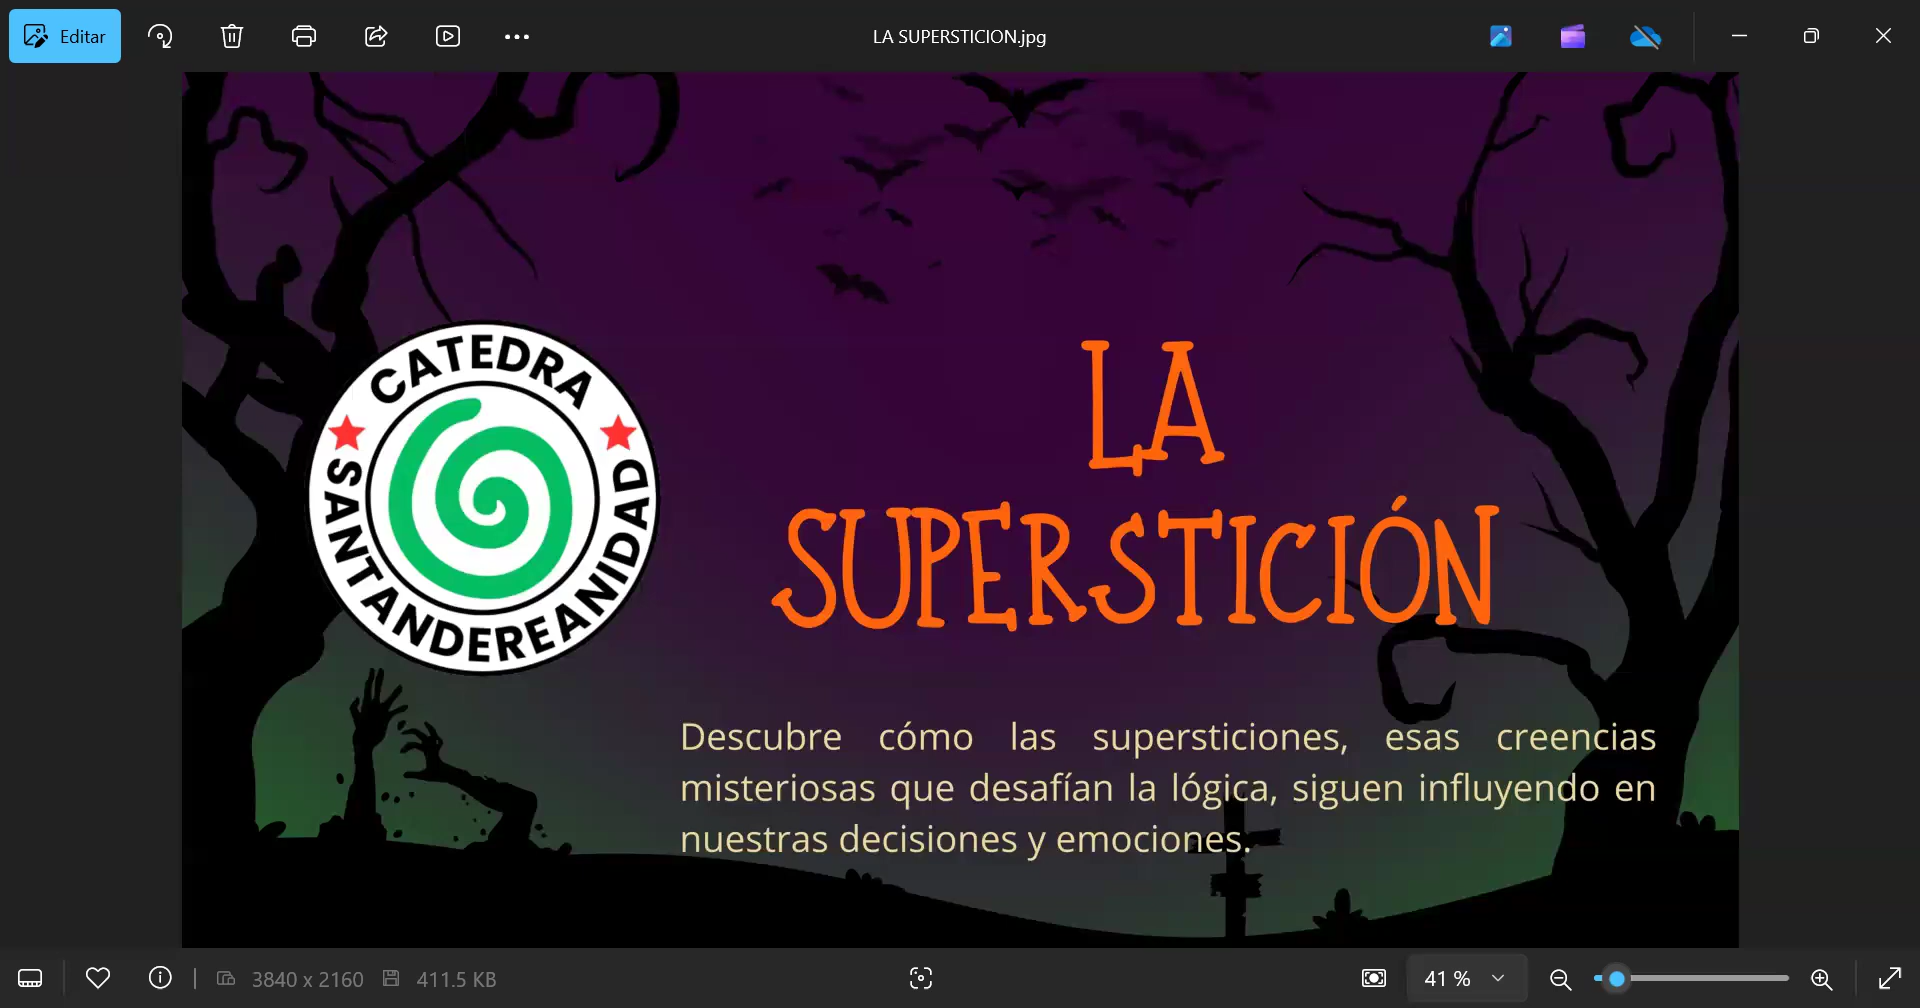 Editar
LA SUPERSTICION.jpg
CATEDRA
SANTANDEREANIDAD
LA
SUPERSTICIÓN
Descubre cómo las supersticiones, esas creencias
misteriosas que desafían la lógica, siguen influyendo en
nuestras decisiones y emociones.
3840 x 2160
411.5 KB
41 %